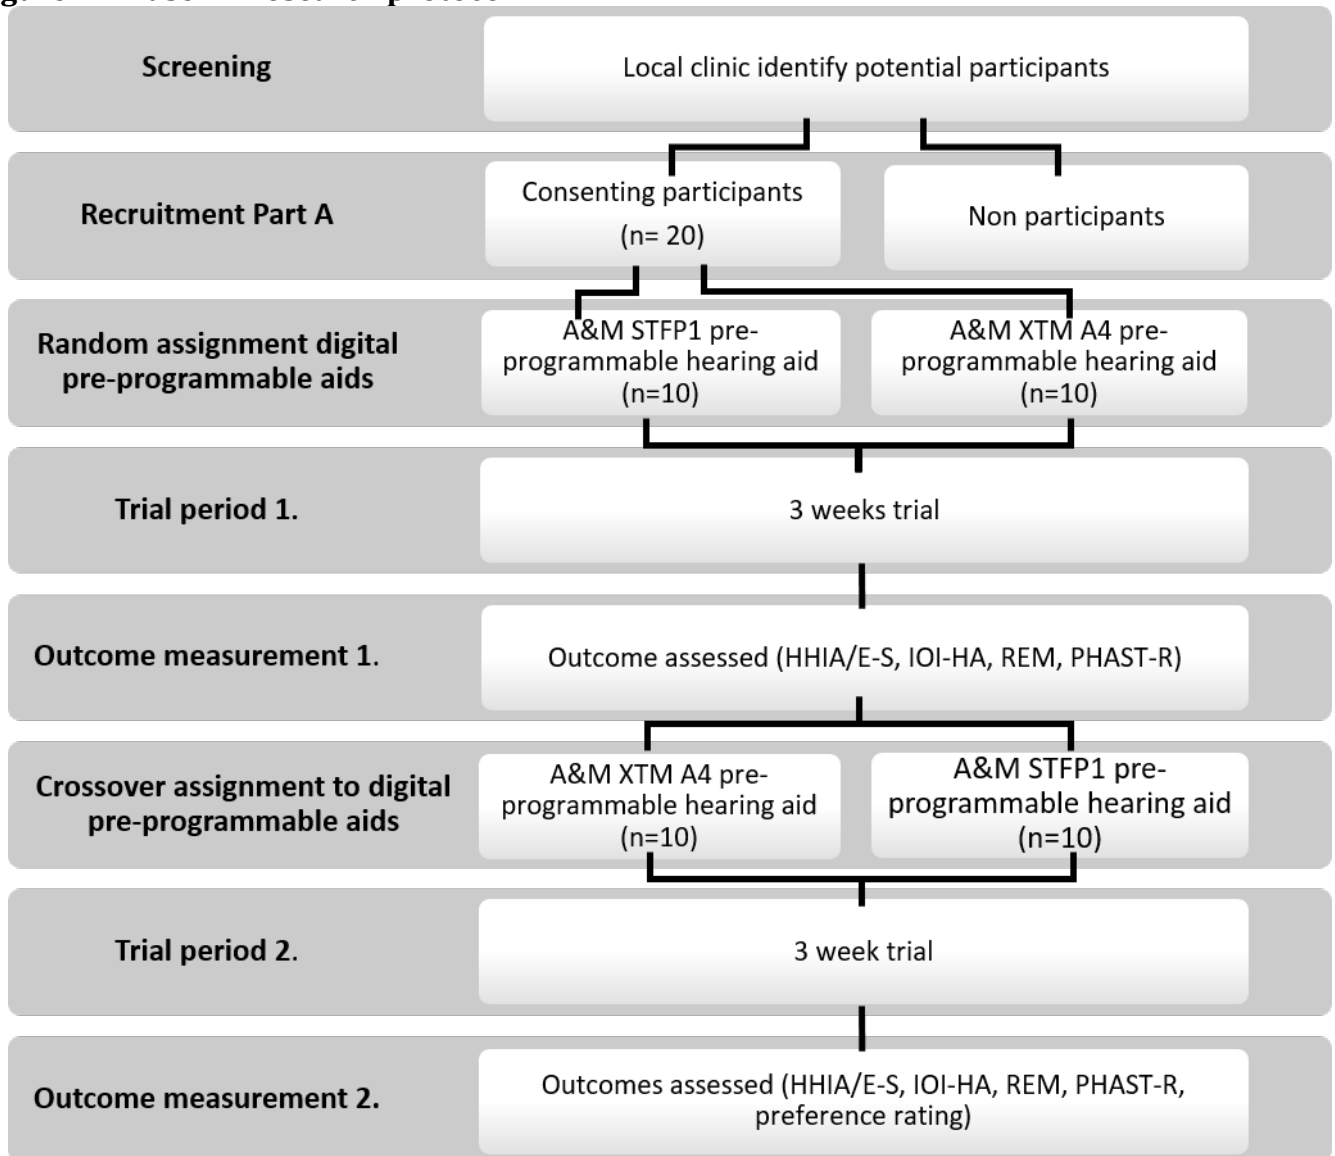 Screening
Local clinic identify potential participants
Recruitment Part A
Consenting participants
(n= 20)
Non participants
Random assignment digital
pre-programmable aids
A&M STFP1 pre-
programmable hearing aid
(n=10)
A&M XTM A4 pre-
programmable hearing aid
(n=10)
Trial period 1.
3 weeks trial
Outcome measurement 1.
Outcome assessed (HHIA/E-S, IOI-HA, REM, PHAST-R)
Crossover assignment to digital
pre-programmable aids
A&M XTM A4 pre-
programmable hearing aid
(n=10)
A&M STFP1 pre-
programmable hearing aid
(n=10)
Trial period 2.
3 week trial
Outcome measurement 2.
Outcomes assessed (HHIA/E-S, IOI-HA, REM, PHAST-R,
preference rating)